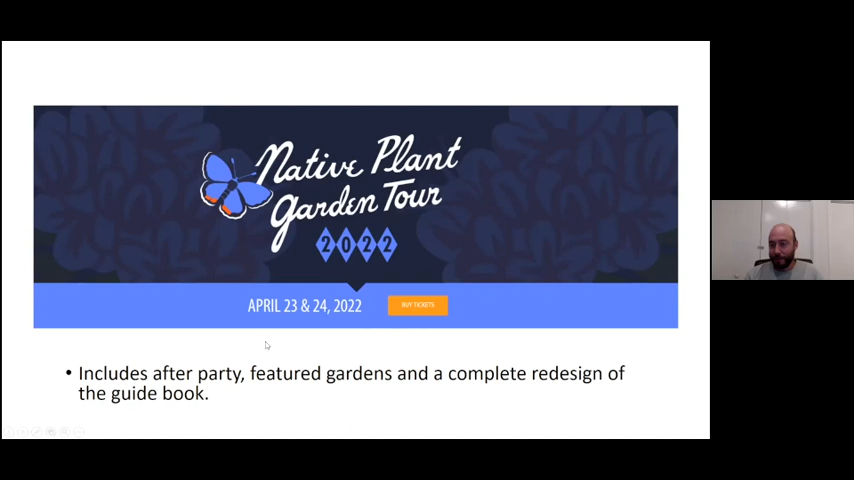 Native Plant
Garden Tour
2022
APRIL 23 & 24, 2022
BUY TICKETS
• Includes after party, featured gardens and a complete redesign of
the guide book.